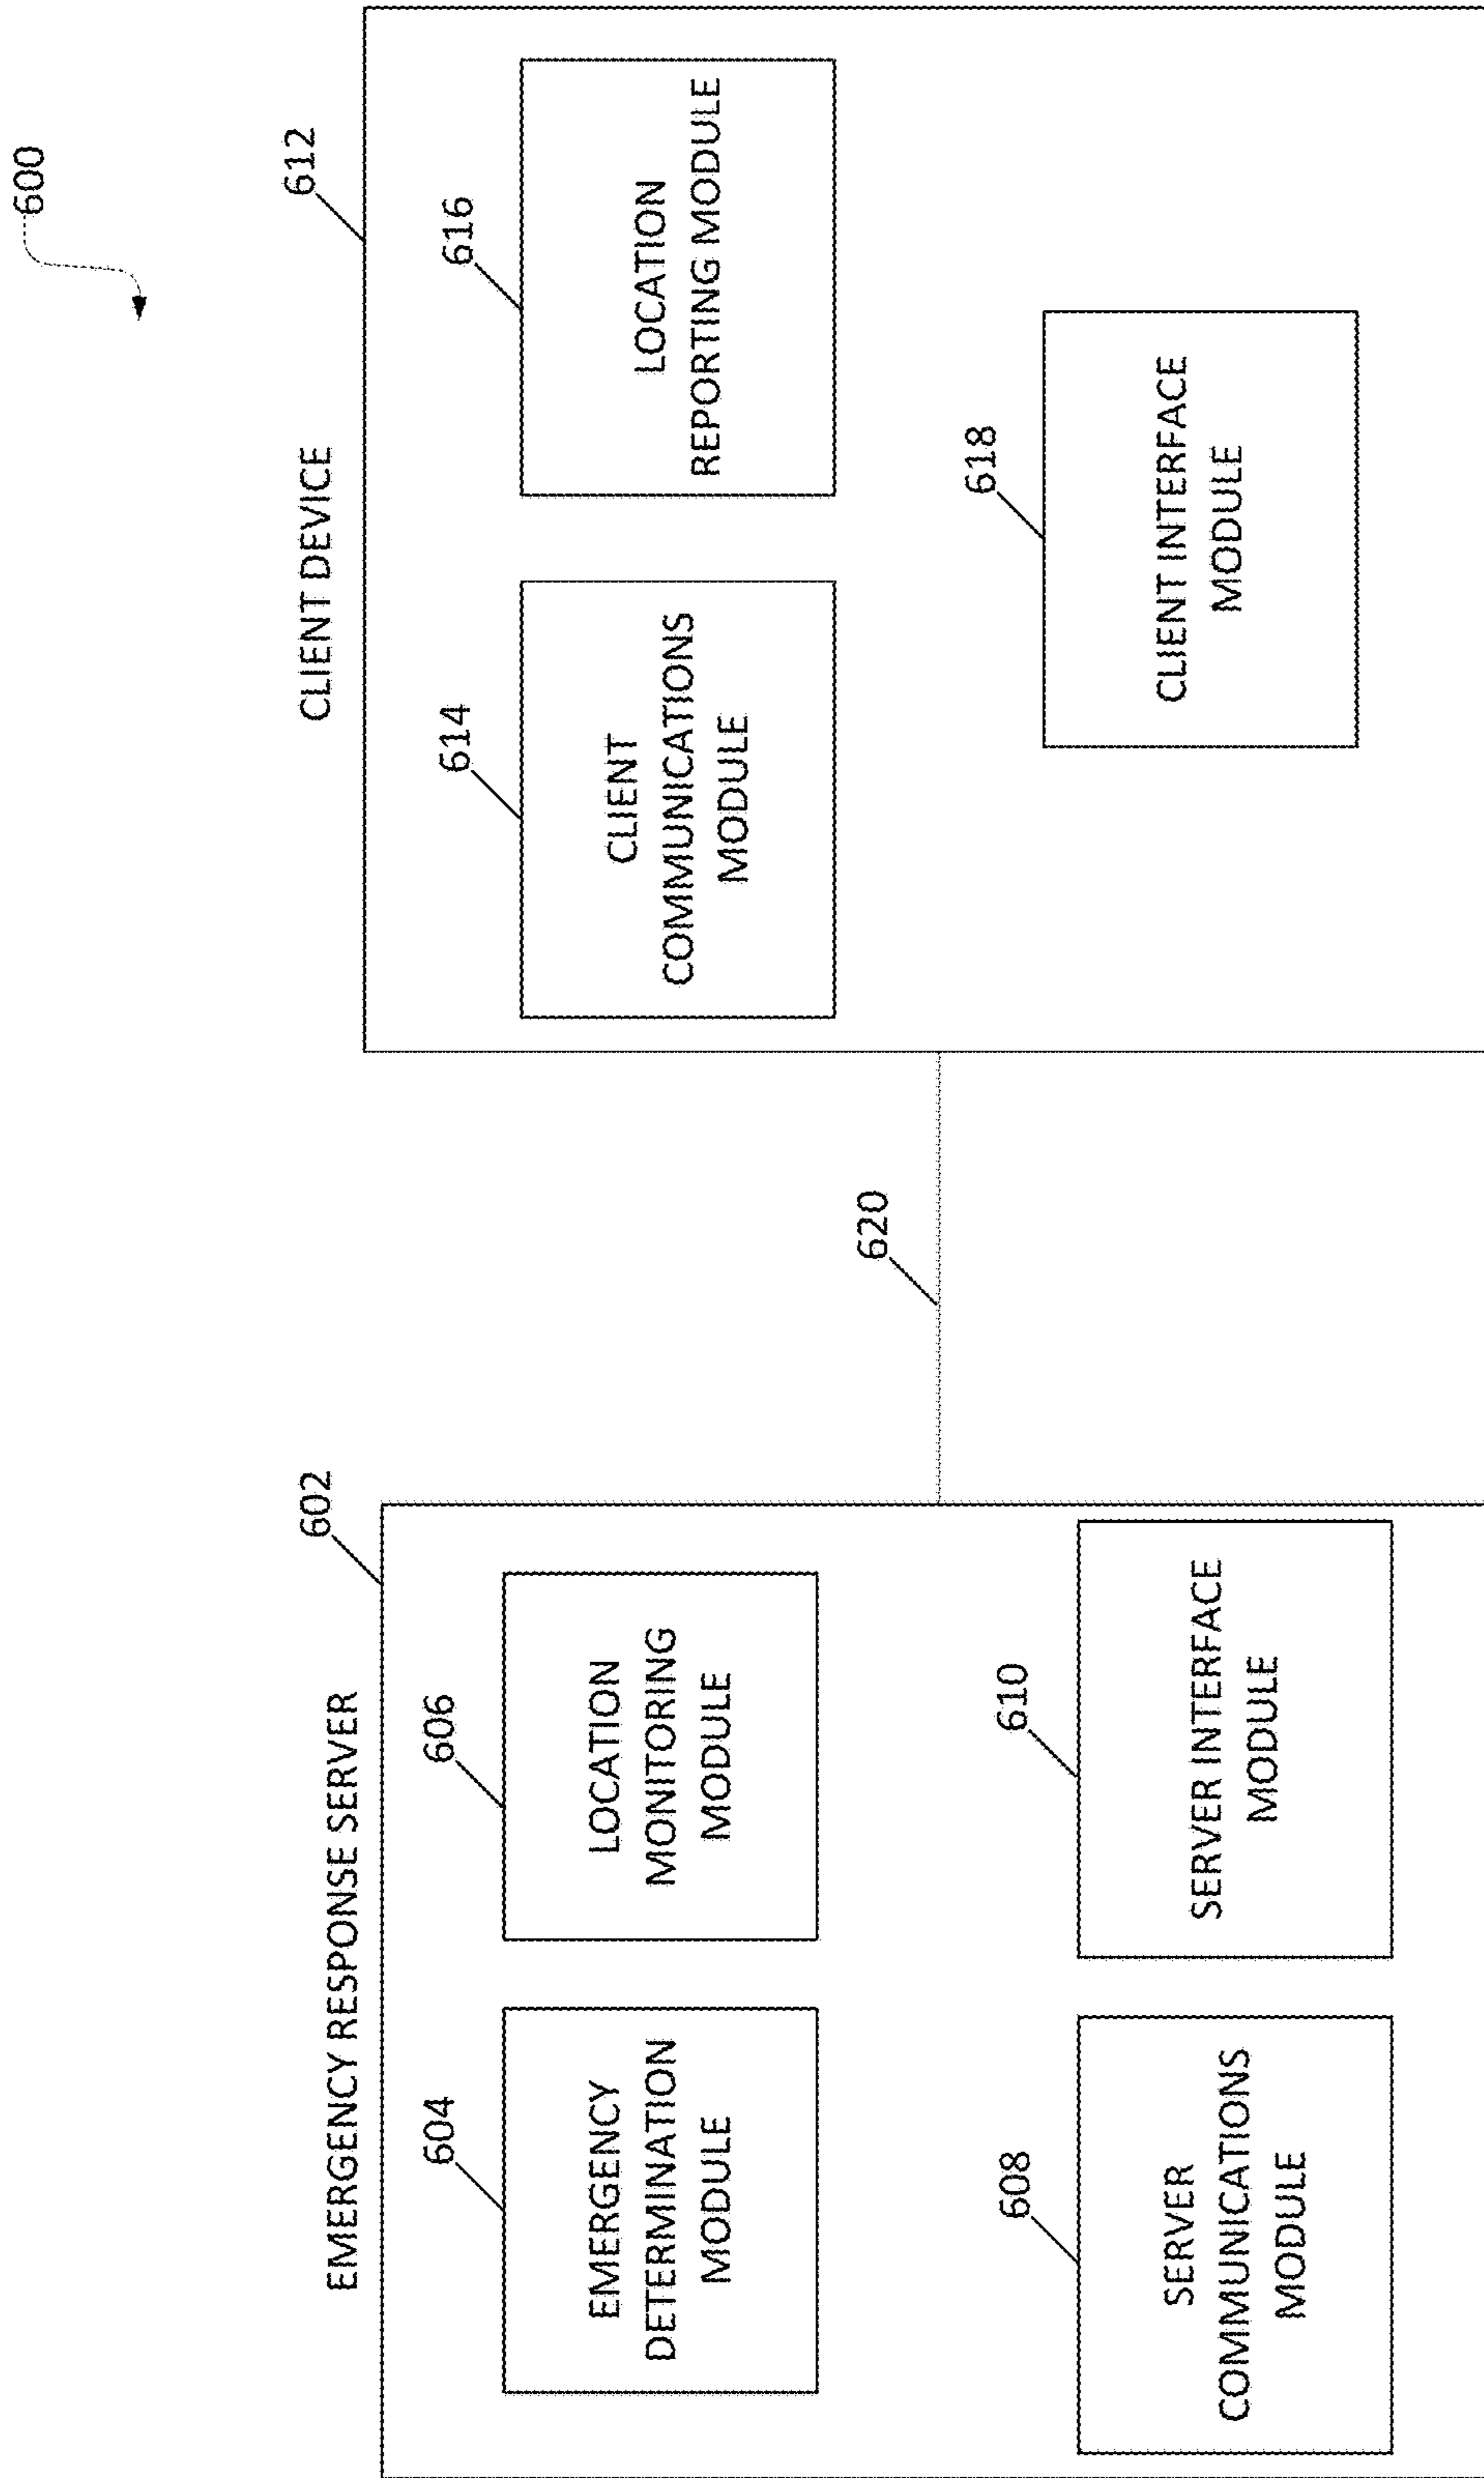 600
EMERGENCY RESPONSE SERVER
602
604
EMERGENCY
DETERMINATION
MODULE
606
LOCATION
MONITORING
MODULE
608
SERVER
COMMUNICATIONS
MODULE
610
SERVER INTERFACE
MODULE
620
CLIENT DEVICE
612
614
CLIENT
COMMUNICATIONS
MODULE
616
LOCATION
REPORTING MODULE
618
CLIENT INTERFACE
MODULE